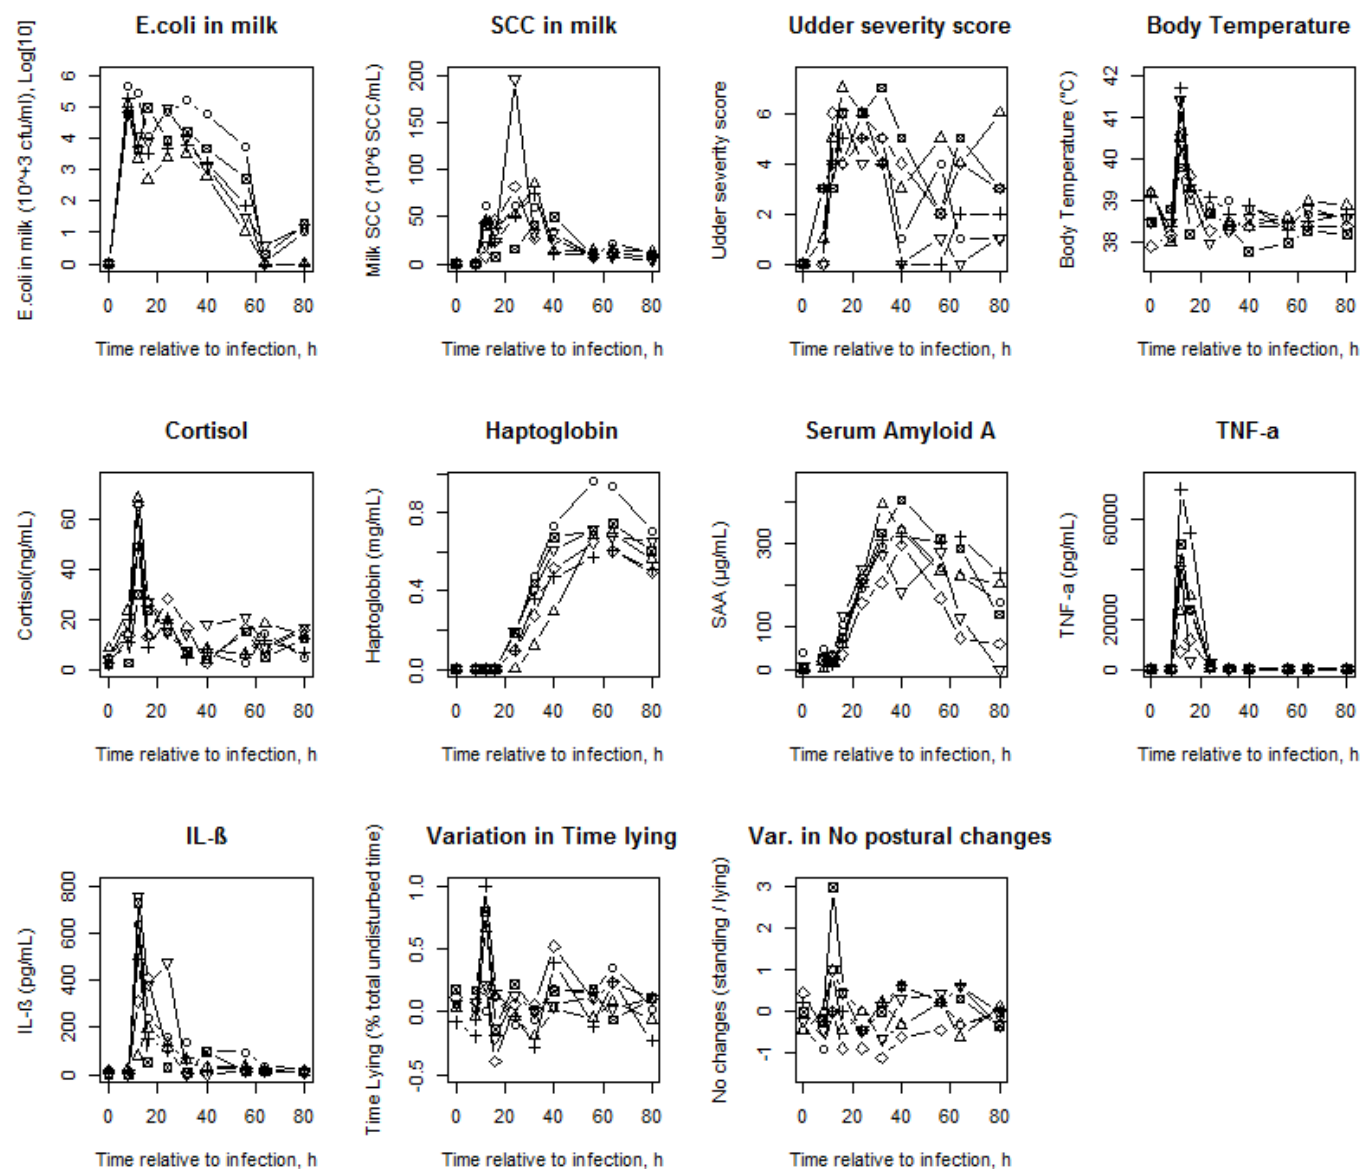 E.coli in milk
E.coli in milk (10^+3 cfu/ml), Log[10]
0 1 2 3 4 5 6
0 20 40 60 80
Time relative to infection, h
SCC in milk
Milk SCC (10^6 SCC/mL)
0 50 100 150 200
0 20 40 60 80
Time relative to infection, h
Udder severity score
Udder severity score
0 2 4 6
0 20 40 60 80
Time relative to infection, h
Body Temperature
Body Temperature (°C)
38 39 40 41 42
0 20 40 60 80
Time relative to infection, h
Cortisol
Cortisol(ng/mL)
0 20 40 60
0 20 40 60 80
Time relative to infection, h
Haptoglobin
Haptoglobin (mg/mL)
0.0 0.4 0.8
0 20 40 60 80
Time relative to infection, h
Serum Amyloid A
SAA (µg/mL)
0 100 300
0 20 40 60 80
Time relative to infection, h
TNF-a
TNF-a (pg/mL)
0 20000 60000
0 20 40 60 80
Time relative to infection, h
IL-ß
IL-ß (pg/mL)
0 200 400 600 800
0 20 40 60 80
Time relative to infection, h
Variation in Time lying
Time Lying (% total undisturbed time)
-0.5 0.0 0.5 1.0
0 20 40 60 80
Time relative to infection, h
Var. in No postural changes
No changes (standing / lying)
-1 0 1 2 3
0 20 40 60 80
Time relative to infection, h